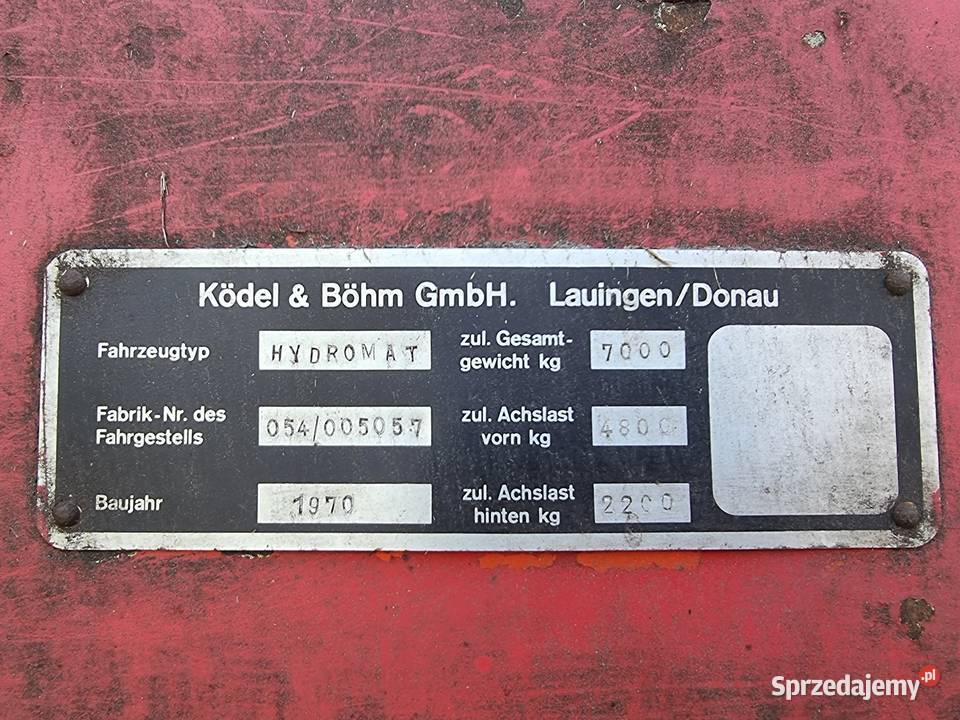 Ködel & Böhm GmbH. Lauingen/Donau
Fahrzeugtyp HYDROMAT zul. Gesamt-
gewicht kg 7000
Fabrik-Nr. des
Fahrgestells 054/005057 zul. Achslast
vorn kg 4800
Baujahr 1970 zul. Achslast
hinten kg 2200
Sprzedajemy.pl